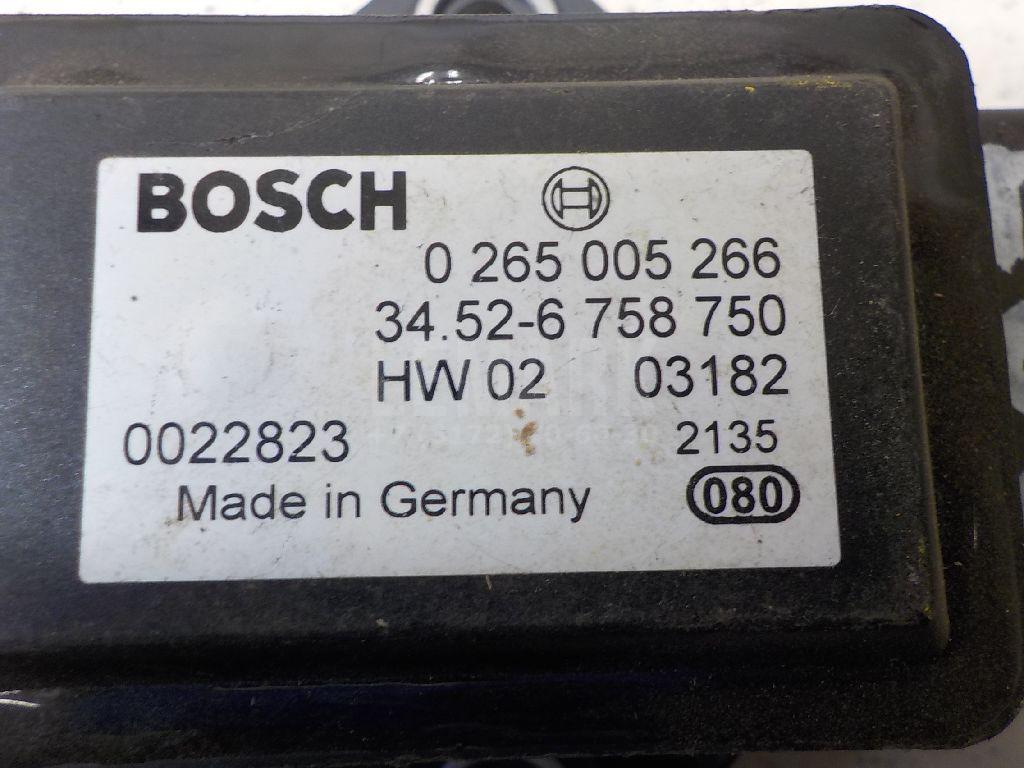 BOSCH
0 265 005 266
34.52-6 758 750
HW 02 03182
0022823 2135
Made in Germany 080